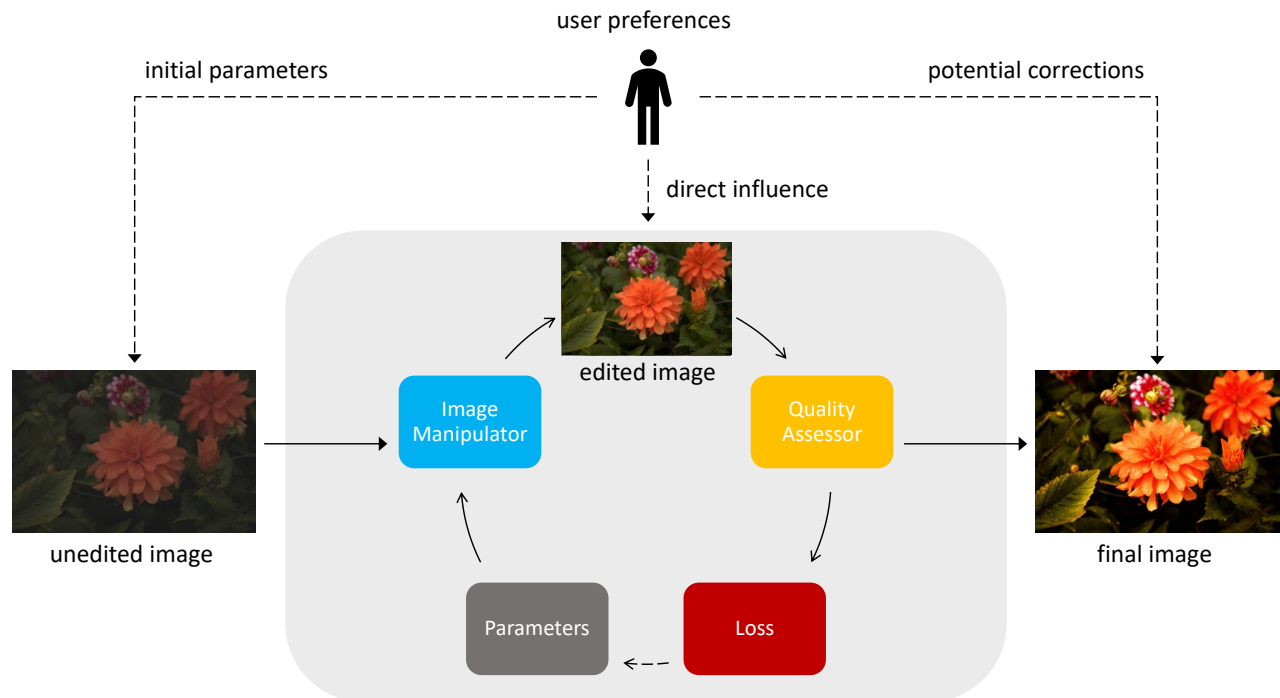 user preferences
initial parameters
potential corrections
direct influence
edited image
Image
Manipulator
Quality
Assessor
unedited image
final image
Parameters
Loss